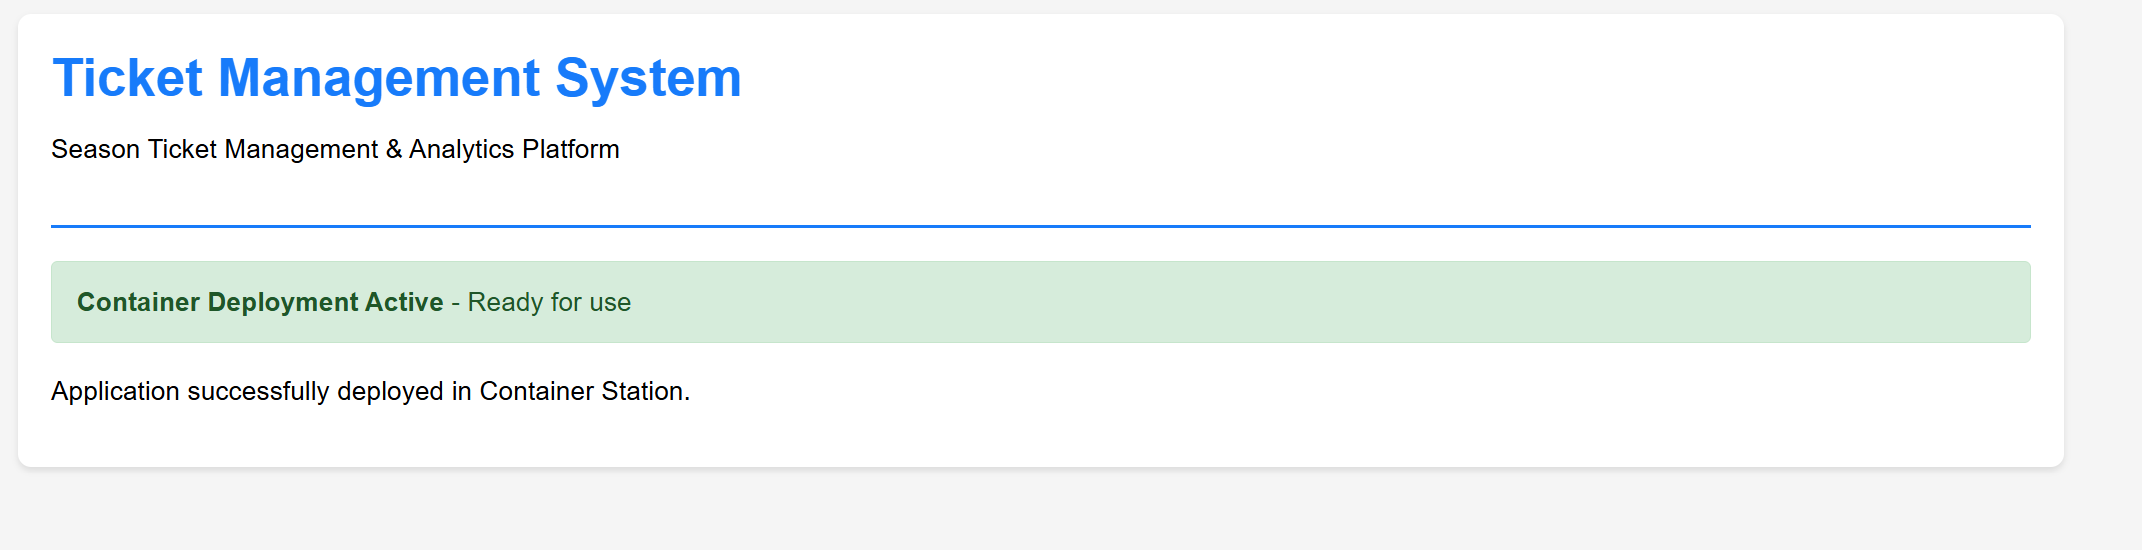 Ticket Management System
Season Ticket Management & Analytics Platform
Container Deployment Active - Ready for use
Application successfully deployed in Container Station.